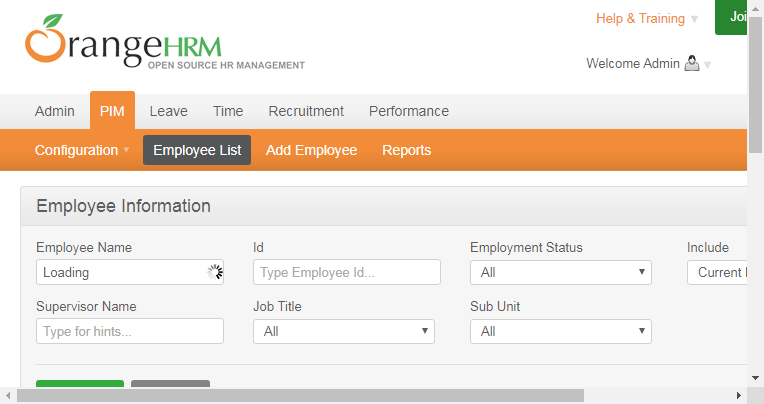 Help & Training
Joi
OrangeHRM
OPEN SOURCE HR MANAGEMENT
Welcome Admin
Admin PIM Leave Time Recruitment Performance
Configuration Employee List Add Employee Reports
Employee Information
Employee Name Id Employment Status Include
Loading Type Employee Id... All Current
Supervisor Name Job Title Sub Unit
Type for hints... All All